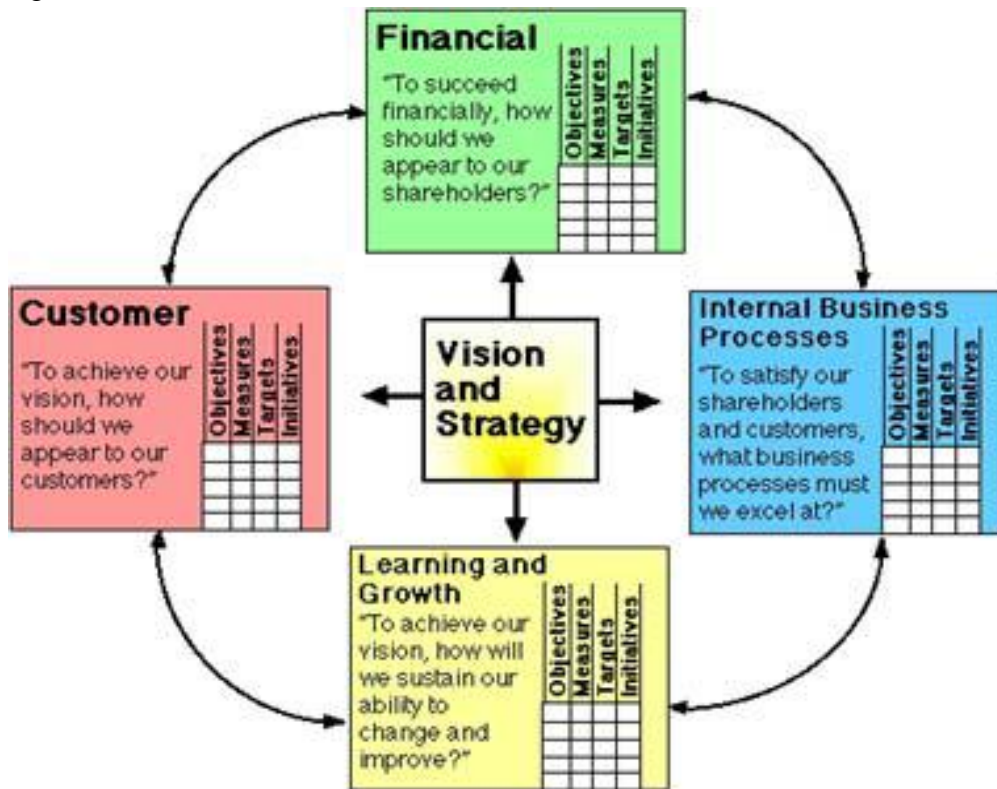 Financial
"To succeed
financially, how
should we
appear to our
shareholders?"
Objectives
Measures
Targets
Initiatives
Customer
"To achieve our
vision, how
should we
appear to our
customers?"
Objectives
Measures
Targets
Initiatives
Vision
and
Strategy
Internal Business
Processes
"To satisfy our
shareholders
and customers,
what business
processes must
we excel at?"
Objectives
Measures
Targets
Initiatives
Learning and
Growth
"To achieve our
vision, how will
we sustain our
ability to
change and
improve?"
Objectives
Measures
Targets
Initiatives